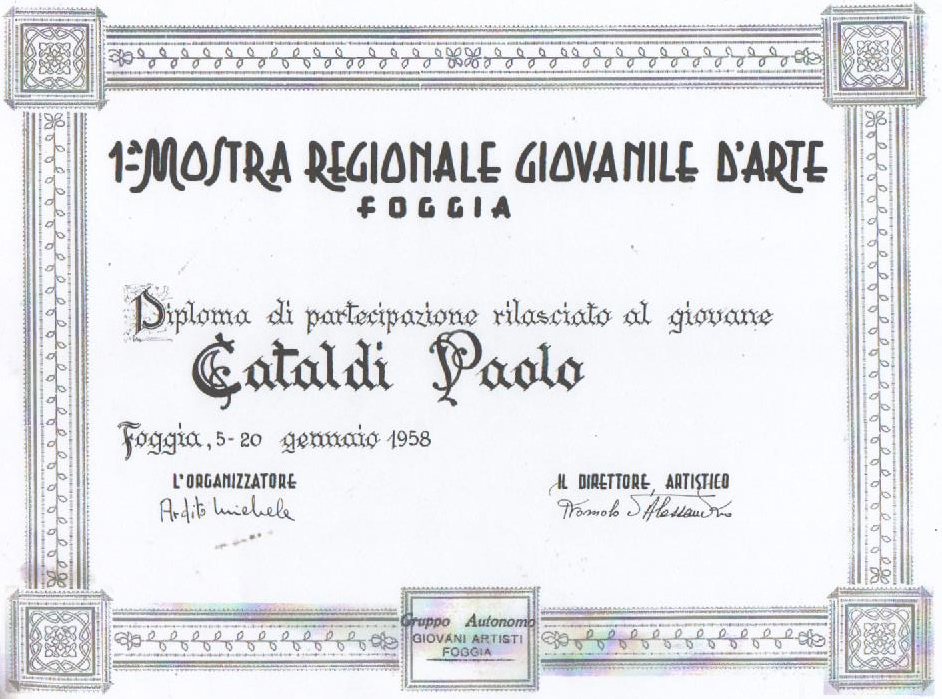 1ª MOSTRA REGIONALE GIOVANILE D'ARTE
FOGGIA
Diploma di partecipazione rilasciato al giovane
Cataldi Paolo
Foggia, 5-20 gennaio 1958
L'ORGANIZZATORE
Ardito Michele
IL DIRETTORE ARTISTICO
D'Alessandro
Gruppo Autonomo
GIOVANI ARTISTI
FOGGIA